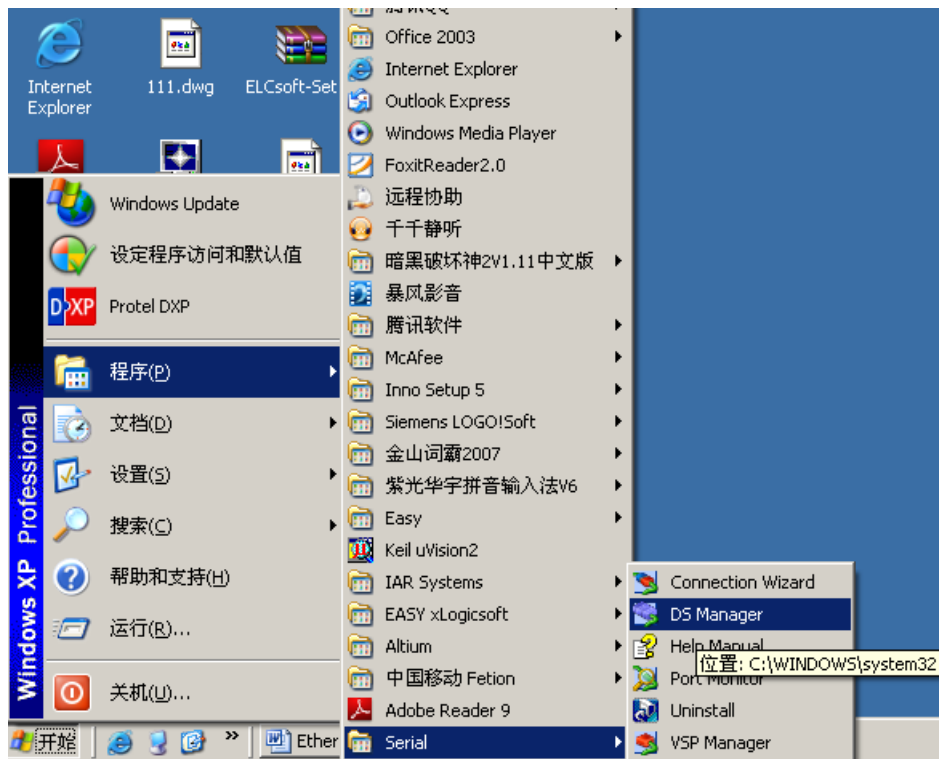 Internet
Explorer
111.dwg
ELCsoft-Set
Windows Update
设定程序访问和默认值
Protel DXP
程序(P)
文档(D)
设置(S)
搜索(C)
帮助和支持(H)
运行(R)...
关机(U)...
Windows XP Professional
开始
»
Ether
腾讯QQ
Office 2003
Internet Explorer
Outlook Express
Windows Media Player
FoxitReader2.0
远程协助
千千静听
暗黑破坏神2V1.11中文版
暴风影音
腾讯软件
McAfee
Inno Setup 5
Siemens LOGO!Soft
金山词霸2007
紫光华宇拼音输入法V6
Easy
Keil uVision2
IAR Systems
EASY xLogicsoft
Altium
中国移动 Fetion
Adobe Reader 9
Serial
Connection Wizard
DS Manager
Help Manual
位置: C:\WINDOWS\system32
Port Monitor
Uninstall
VSP Manager